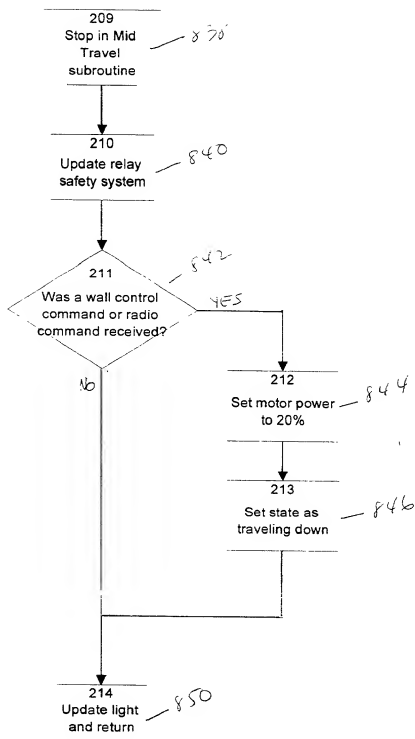 209
Stop in Mid
Travel
subroutine
210
Update relay
safety system
840
211
Was a wall control
command or radio
command received?
842
YES
NO
212
Set motor power
to 20%
844
213
Set state as
traveling down
846
214
Update light
and return
850